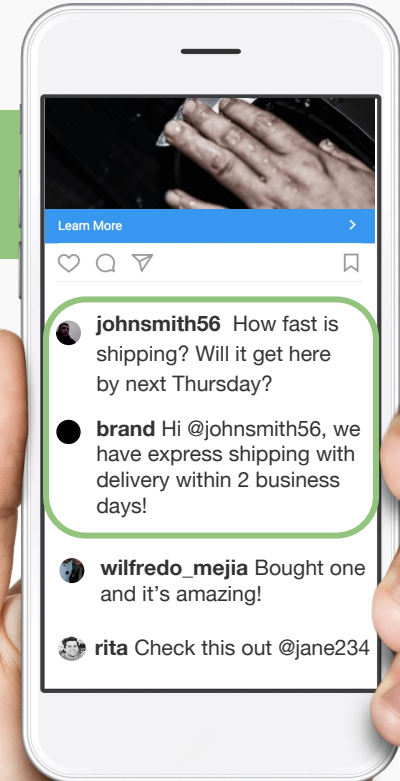 Learn More
johnsmith56 How fast is
shipping? Will it get here
by next Thursday?
brand Hi @johnsmith56, we
have express shipping with
delivery within 2 business
days!
wilfredo_mejia Bought one
and it’s amazing!
rita Check this out @jane234